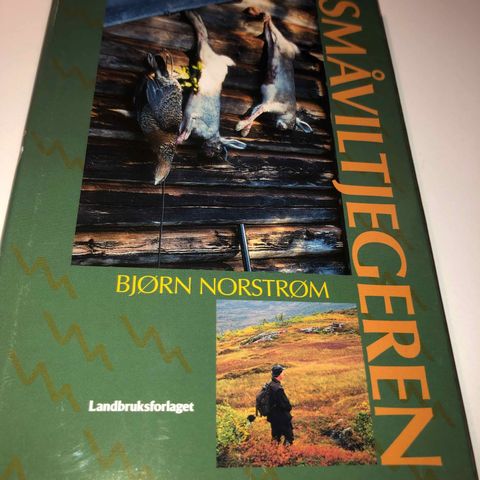 SMÅVILTJEGEREN
BJØRN NORSTRØM
Landbruksforlaget